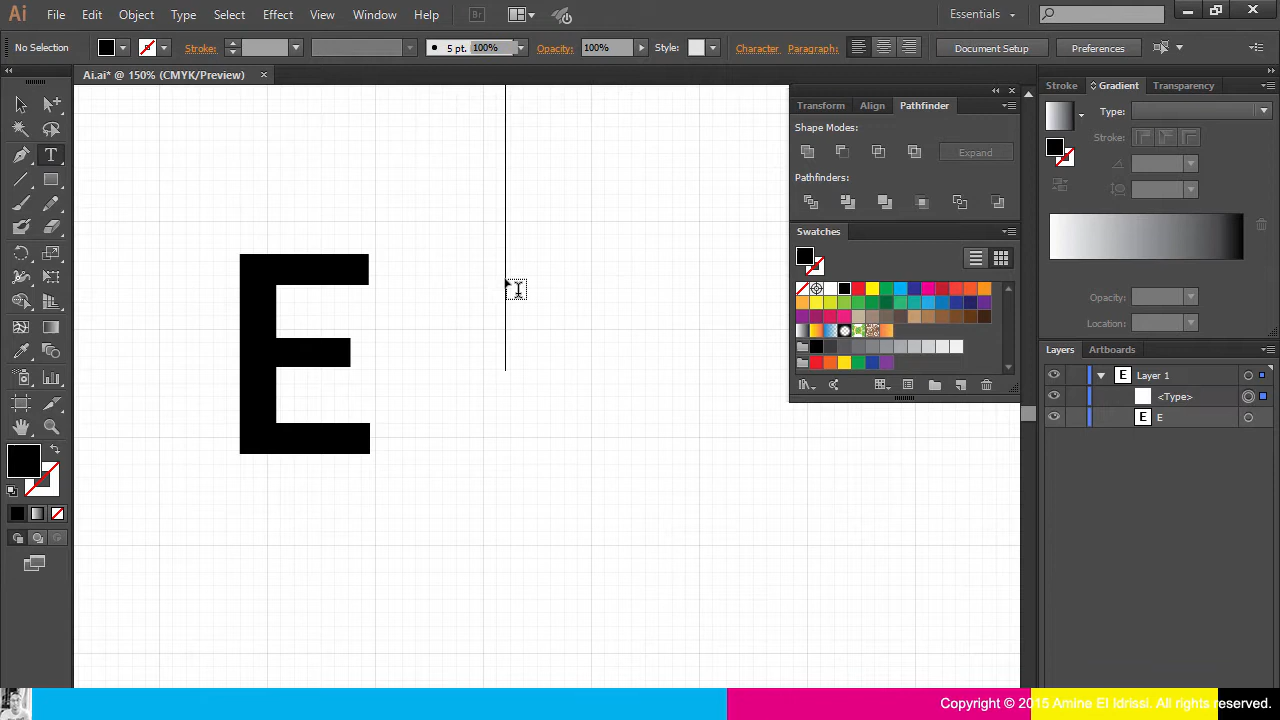 Ai File Edit Object Type Select Effect View Window Help Br Essentials
No Selection Stroke: 5 pt. 100% Opacity: 100% Style: Character Paragraph: Document Setup Preferences
Ai.ai* @ 150% (CMYK/Preview)
Transform Align Pathfinder
Shape Modes:
Expand
Pathfinders:
Swatches
Stroke Gradient Transparency
Type:
Stroke:
Opacity:
Location:
Layers Artboards
E Layer 1
<Type>
E E
T
E
Copyright © 2015 Amine El Idrissi. All rights reserved.